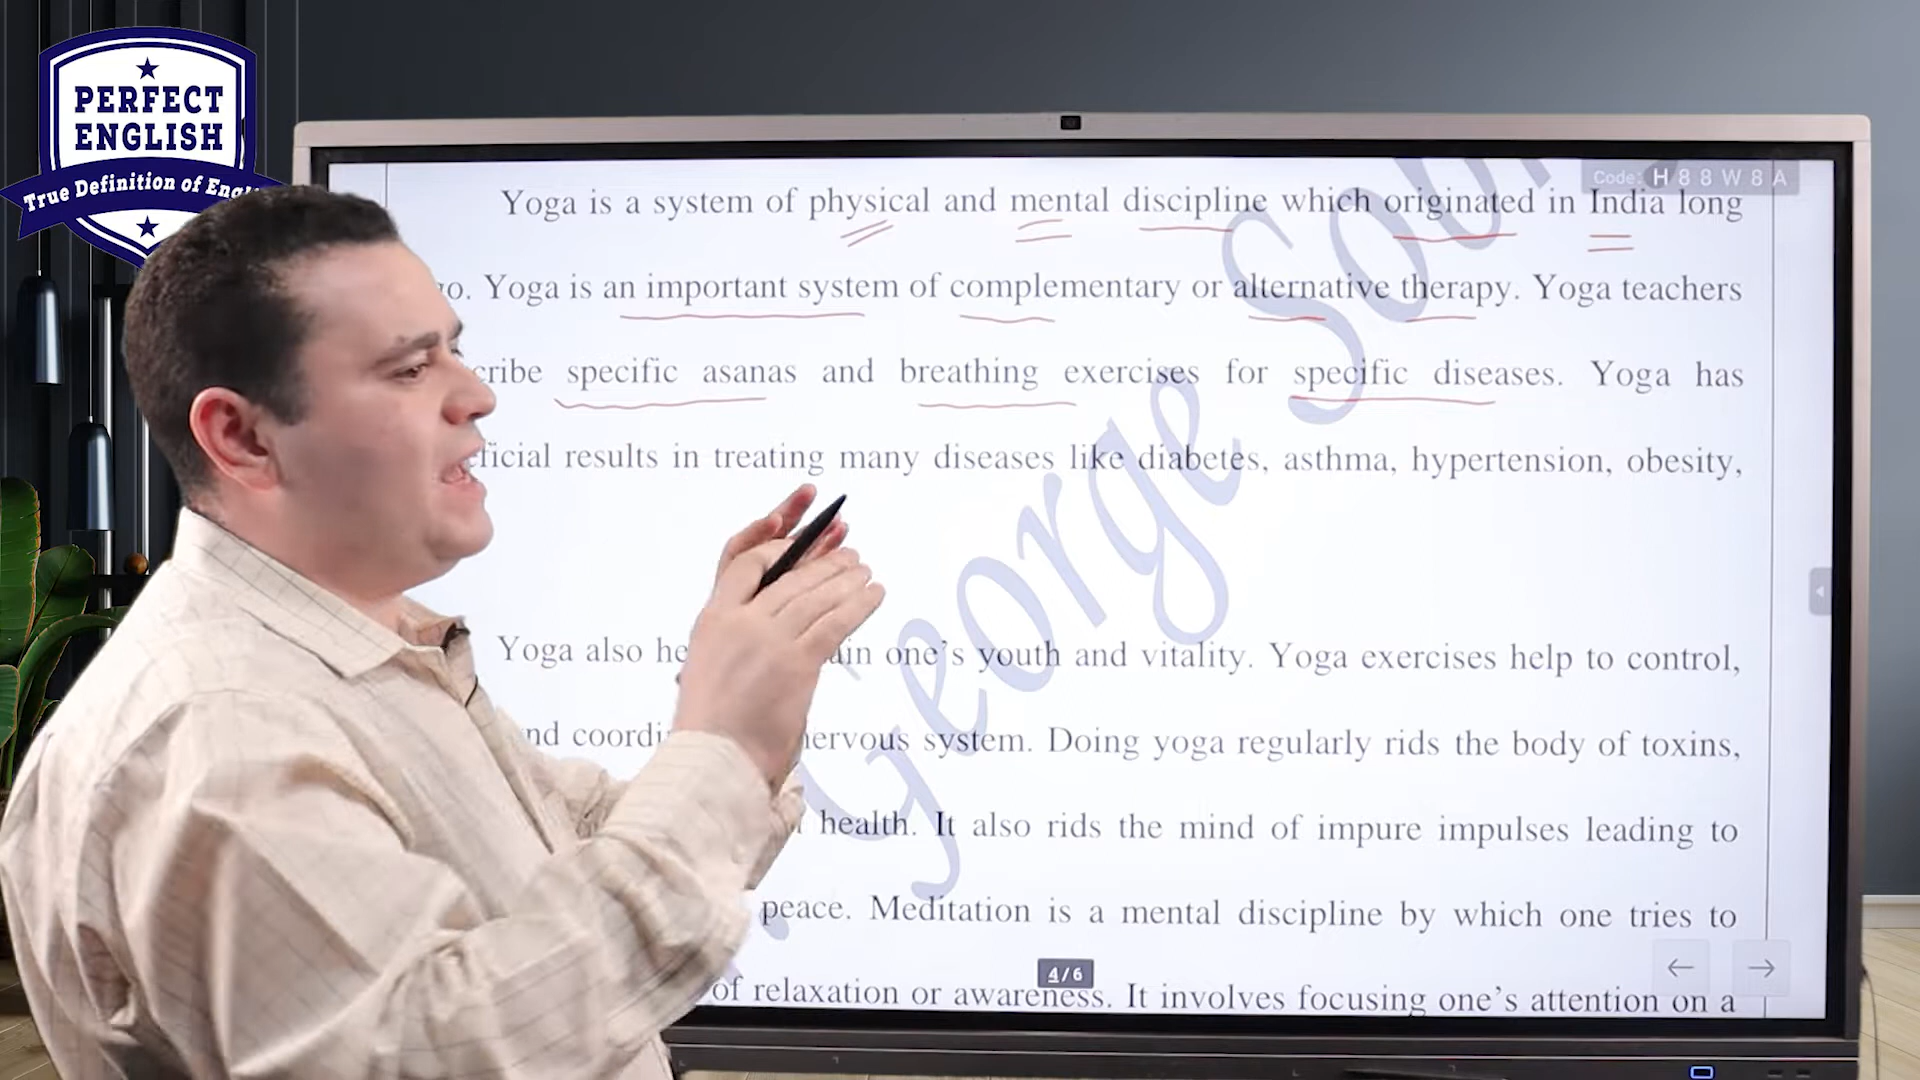 PERFECT
ENGLISH
True Definition of
Code: H88W8A
Yoga is a system of physical and mental discipline which originated in India long
Yoga is an important system of complementary or alternative therapy. Yoga teachers
cribe specific asanas and breathing exercises for specific diseases. Yoga has
ficial results in treating many diseases like diabetes, asthma, hypertension, obesity,
Yoga also he ain one's youth and vitality. Yoga exercises help to control,
nd coordi nervous system. Doing yoga regularly rids the body of toxins,
health. It also rids the mind of impure impulses leading to
peace. Meditation is a mental discipline by which one tries to
of relaxation or awareness. It involves focusing one's attention on a
George
4/6